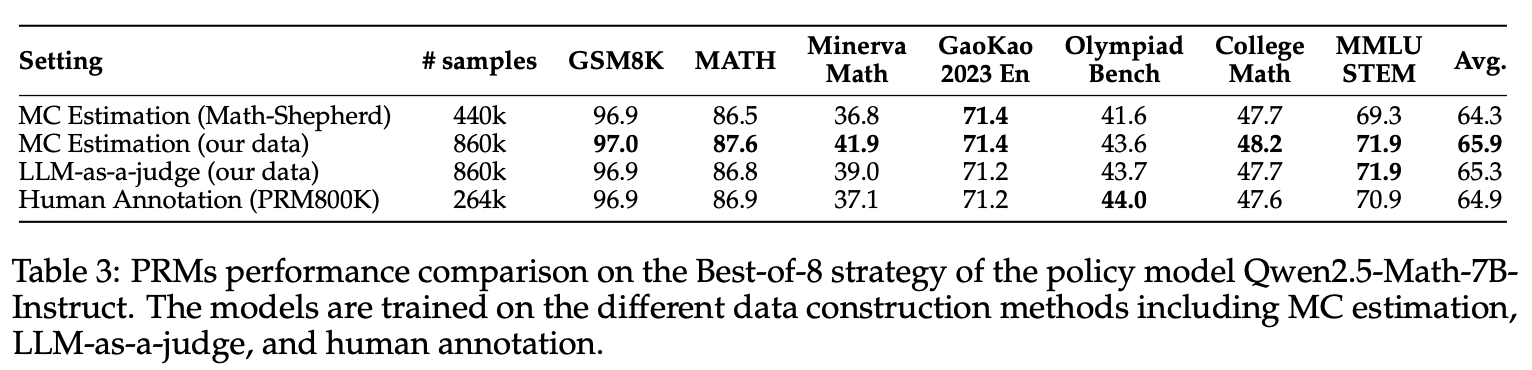 Setting # samples GSM8K MATH Minerva Math GaoKao 2023 En Olympiad Bench College Math MMLU STEM Avg.
MC Estimation (Math-Shepherd) 440k 96.9 86.5 36.8 71.4 41.6 47.7 69.3 64.3
MC Estimation (our data) 860k 97.0 87.6 41.9 71.4 43.6 48.2 71.9 65.9
LLM-as-a-judge (our data) 860k 96.9 86.8 39.0 71.2 43.7 47.7 71.9 65.3
Human Annotation (PRM800K) 264k 96.9 86.9 37.1 71.2 44.0 47.6 70.9 64.9
Table 3: PRMs performance comparison on the Best-of-8 strategy of the policy model Qwen2.5-Math-7B-
Instruct. The models are trained on the different data construction methods including MC estimation,
LLM-as-a-judge, and human annotation.